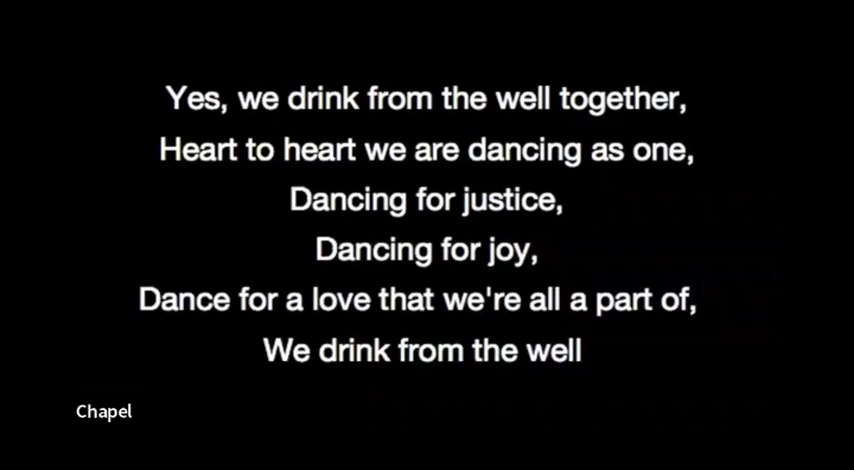 Yes, we drink from the well together,
Heart to heart we are dancing as one,
Dancing for justice,
Dancing for joy,
Dance for a love that we're all a part of,
We drink from the well
Chapel